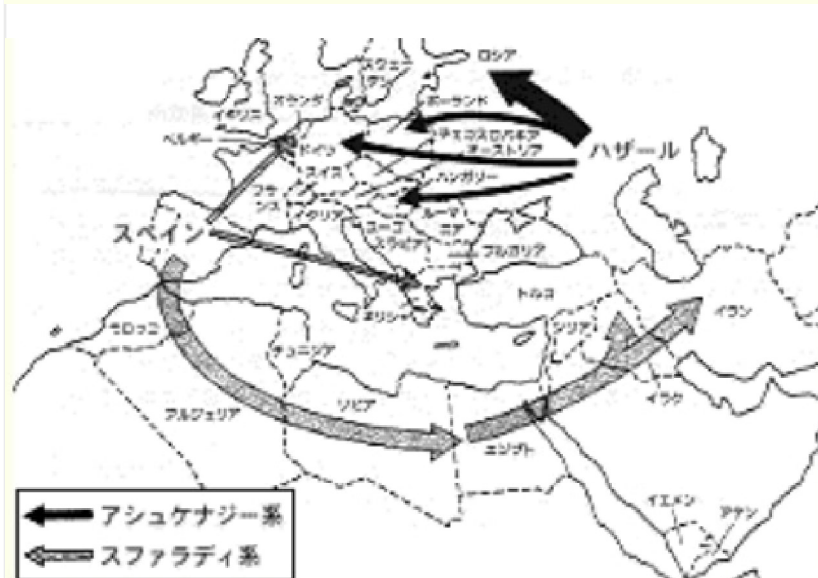 ロシア
スウェー
デン
オランダ
ポーランド
イギリス
ベルギー
チェコスロバキア
ドイツ
オーストリア
ハザール
スイス
ハンガリー
フラ
ンス
イタリア
ルーマ
ニア
スペイン
ユーゴ
スラビア
ブルガリア
トルコ
ギリシャ
シリア
イラン
モロッコ
チュニジア
イラク
アルジェリア
リビア
エジプト
イエメン
アデン
アシュケナジー系
スファラディ系